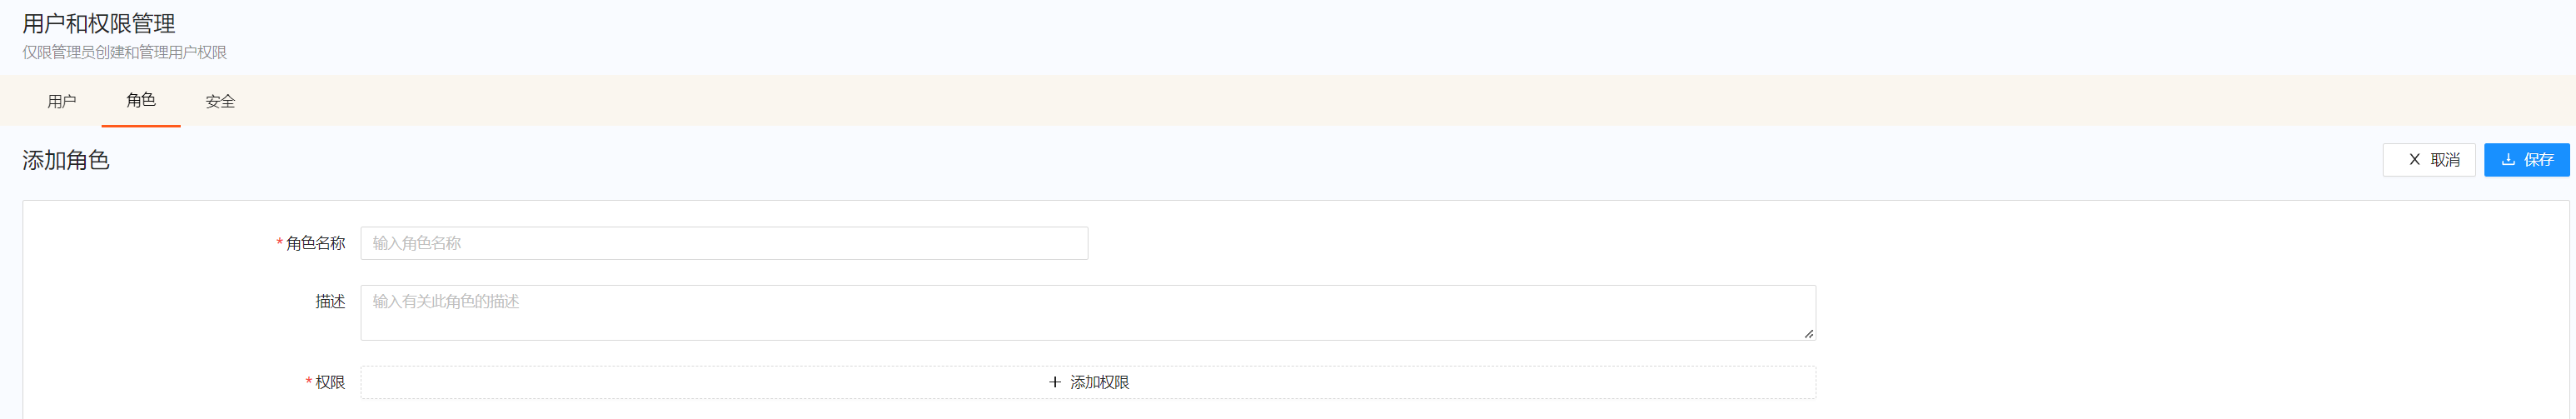 用户和权限管理
仅限管理员创建和管理用户权限
用户 角色 安全
添加角色 X 取消 保存
* 角色名称 输入角色名称
描述 输入有关此角色的描述
* 权限 + 添加权限